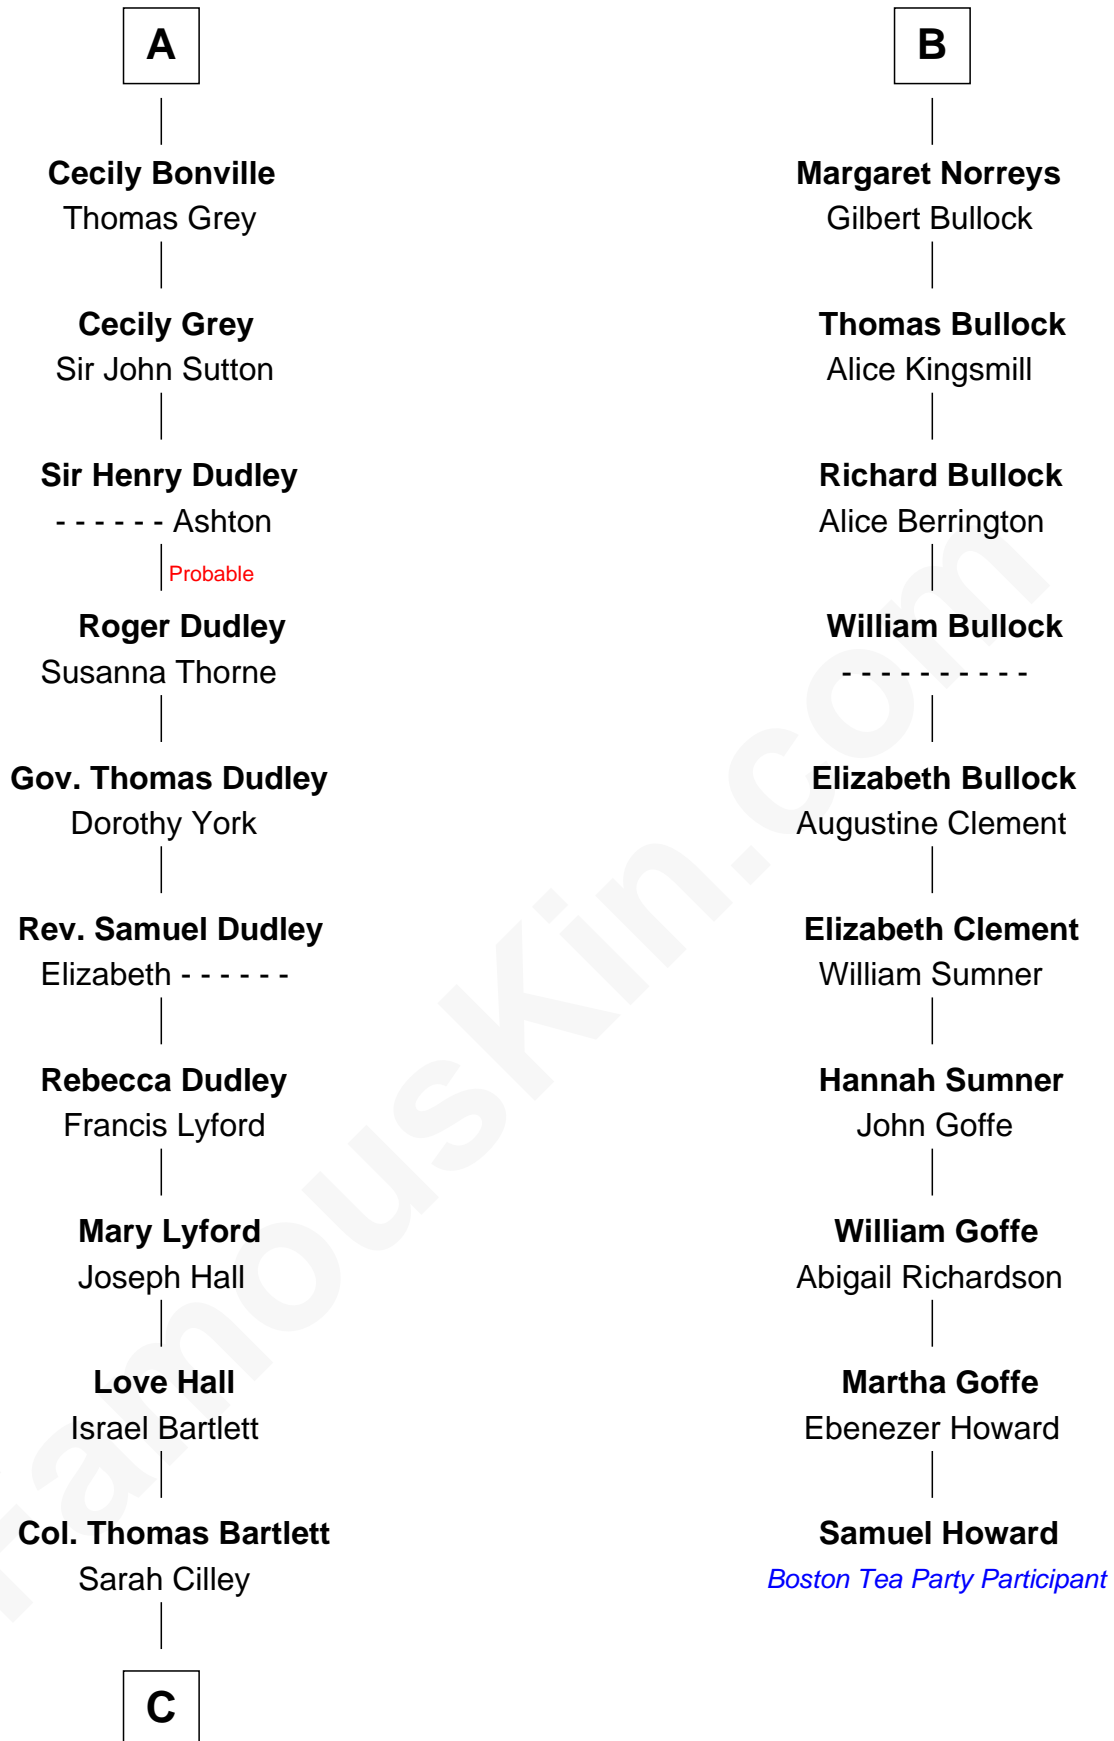 A
Cecily Bonville
Thomas Grey
Cecily Grey
Sir John Sutton
Sir Henry Dudley
- - - - - - Ashton
Probable
Roger Dudley
Susanna Thorne
Gov. Thomas Dudley
Dorothy York
Rev. Samuel Dudley
Elizabeth - - - - - -
Rebecca Dudley
Francis Lyford
Mary Lyford
Joseph Hall
Love Hall
Israel Bartlett
Col. Thomas Bartlett
Sarah Cilley
C
B
Margaret Norreys
Gilbert Bullock
Thomas Bullock
Alice Kingsmill
Richard Bullock
Alice Berrington
William Bullock
- - - - - - - - - -
Elizabeth Bullock
Augustine Clement
Elizabeth Clement
William Sumner
Hannah Sumner
John Goffe
William Goffe
Abigail Richardson
Martha Goffe
Ebenezer Howard
Samuel Howard
Boston Tea Party Participant
FamousKin.com